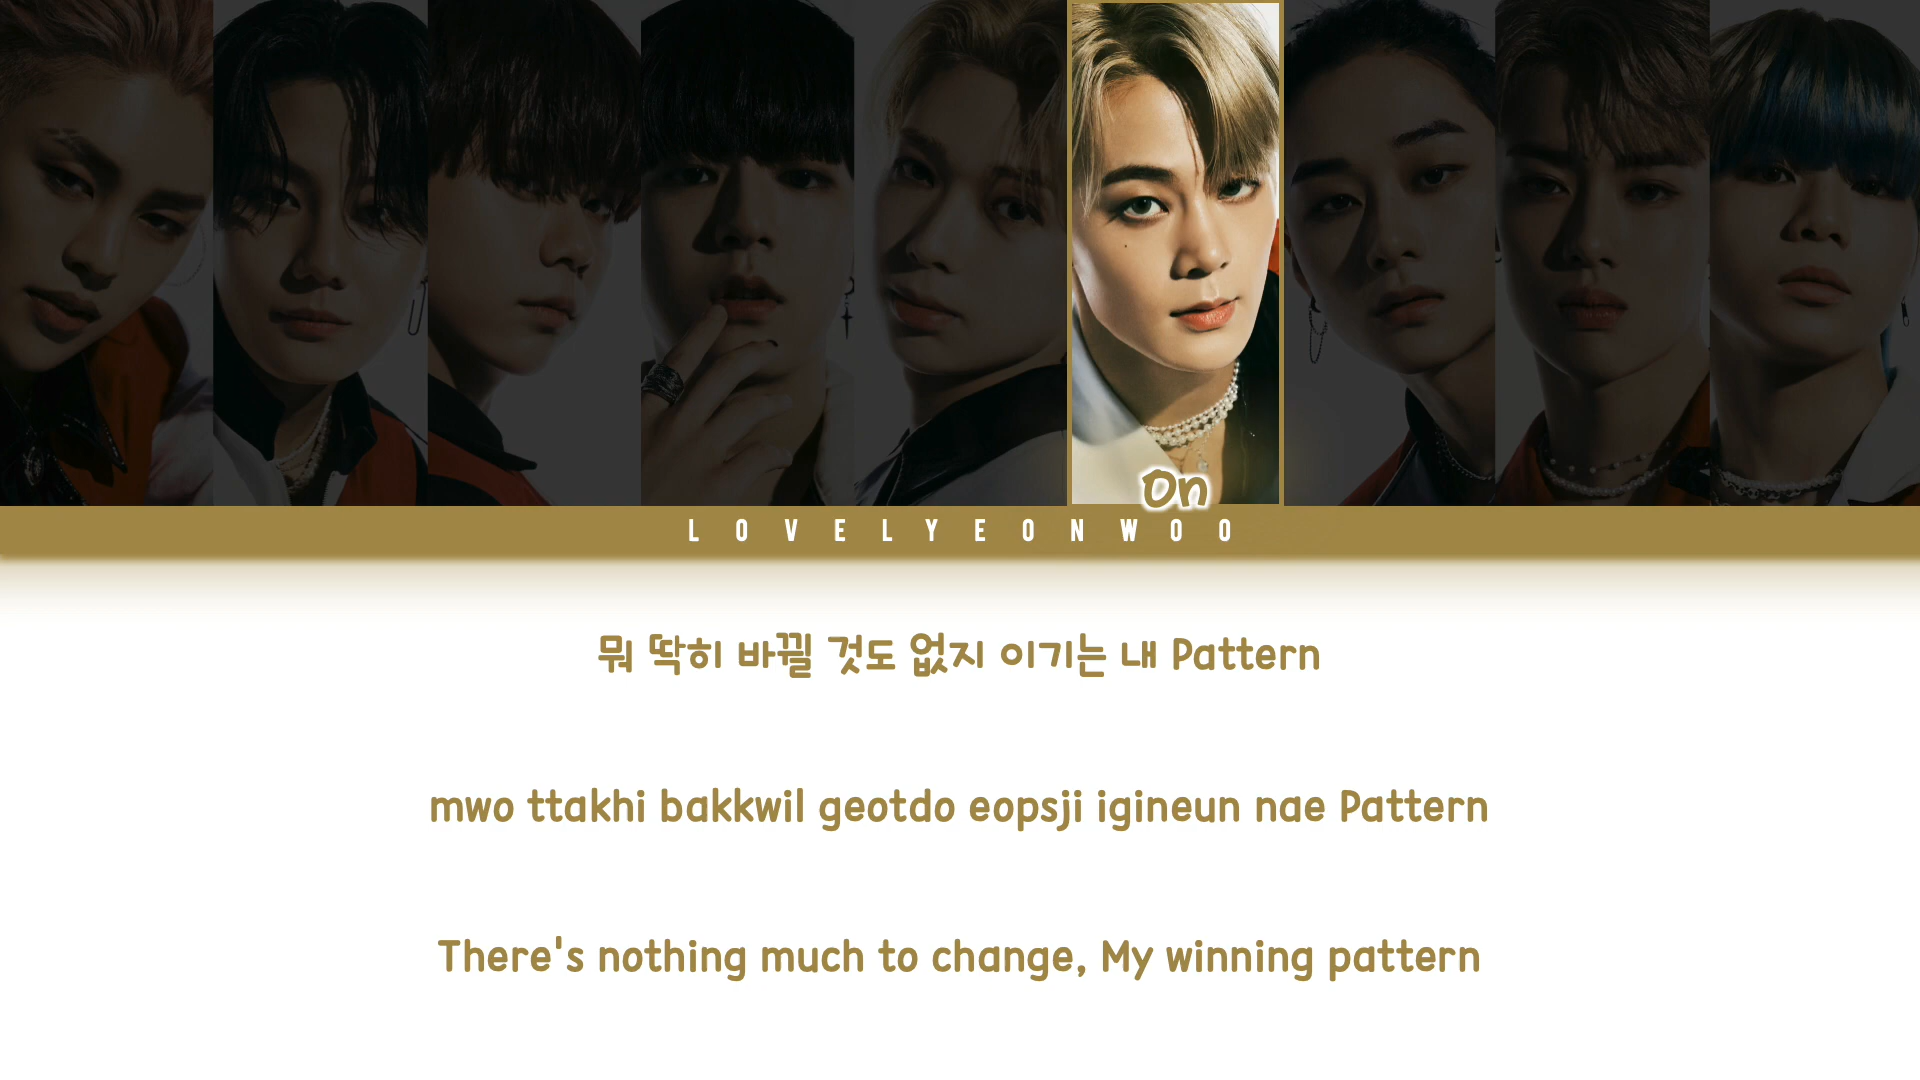 On
LOVELYEONWOO
뭐 딱히 바뀔 것도 없지 이기는 내 Pattern
mwo ttakhi bakkwil geotdo eopsji igineun nae Pattern
There's nothing much to change, My winning pattern